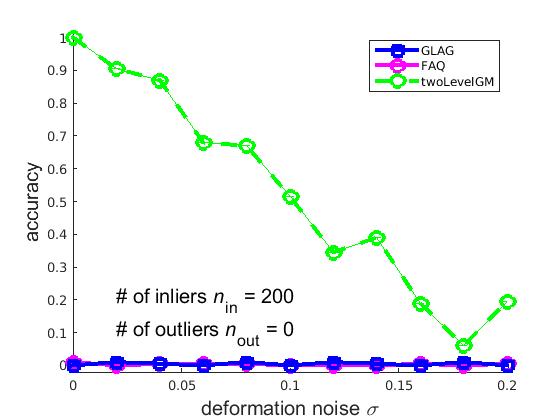 1
0.9
0.8
0.7
0.6
0.5
0.4
0.3
0.2
0.1
0
accuracy
GLAG
FAQ
twoLevelGM
# of inliers n_in = 200
# of outliers n_out = 0
0 0.05 0.1 0.15 0.2
deformation noise σ